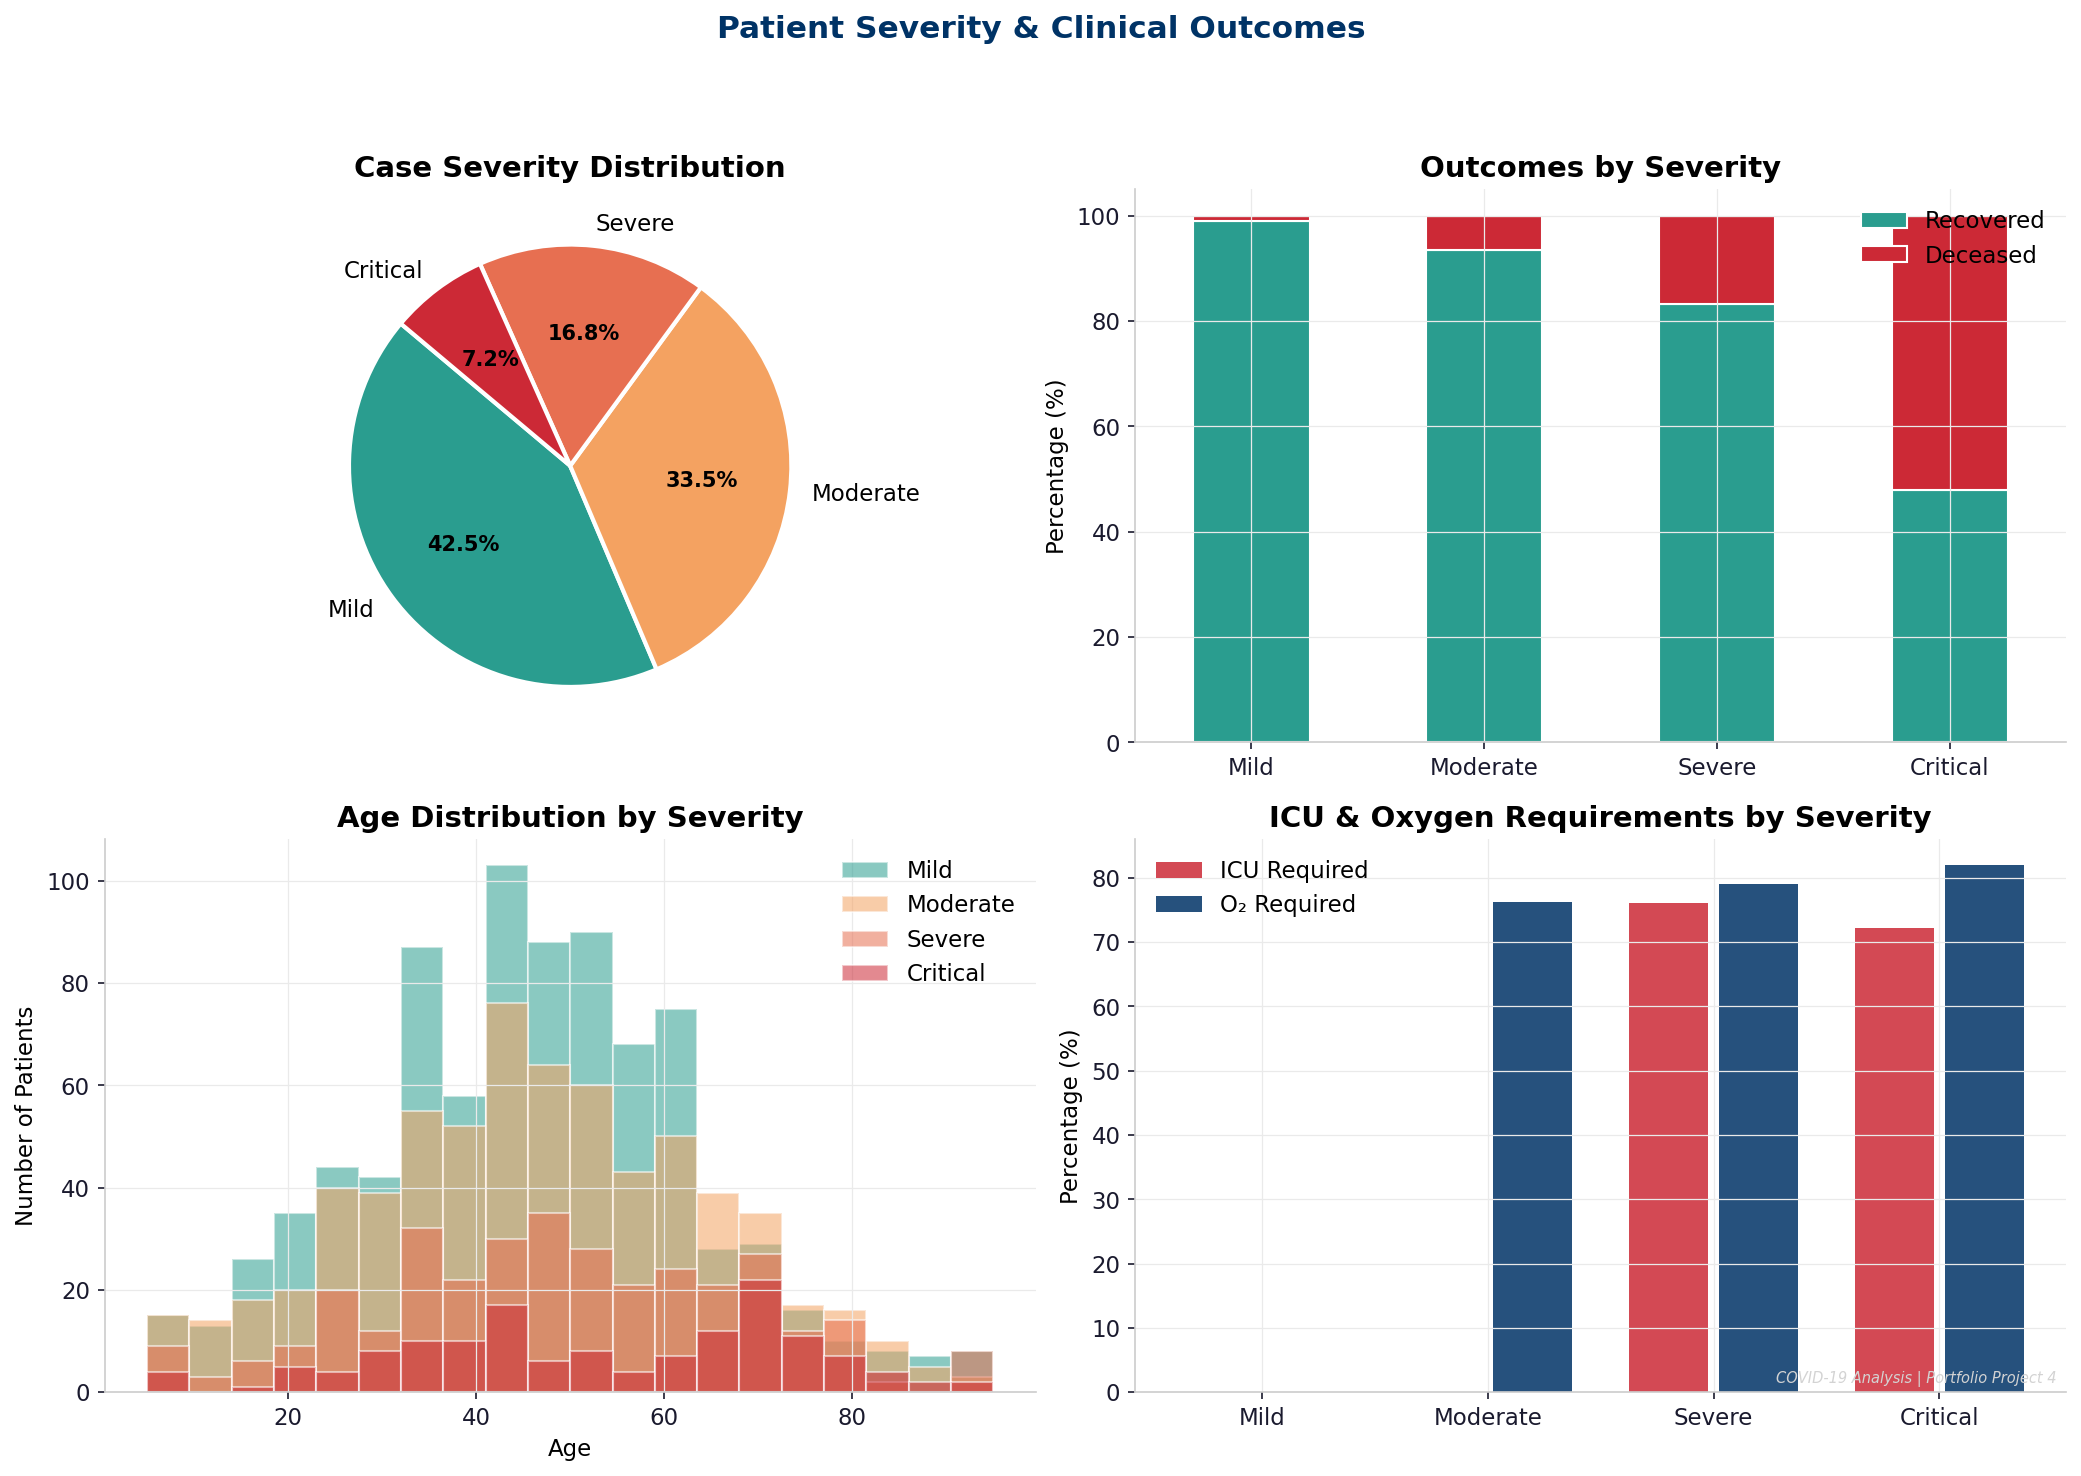 Patient Severity & Clinical Outcomes
Case Severity Distribution
Severe
Critical
16.8%
7.2%
33.5%
Moderate
42.5%
Mild
Outcomes by Severity
Recovered
Deceased
Percentage (%)
100
80
60
40
20
0
Mild
Moderate
Severe
Critical
Age Distribution by Severity
Mild
Moderate
Severe
Critical
Number of Patients
100
80
60
40
20
0
20
40
60
80
Age
ICU & Oxygen Requirements by Severity
ICU Required
O₂ Required
Percentage (%)
80
70
60
50
40
30
20
10
0
COVID-19 Analysis | Portfolio Project 4
Mild
Moderate
Severe
Critical